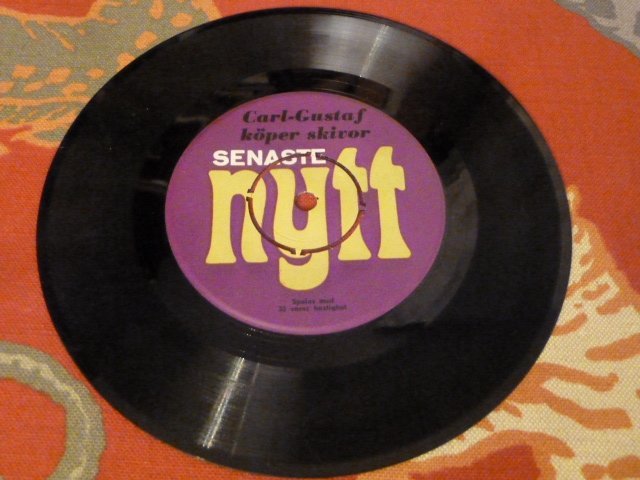 Carl-Gustaf
köper skivor
SENASTE
nytt
Spelas med
33 varvs hastighet